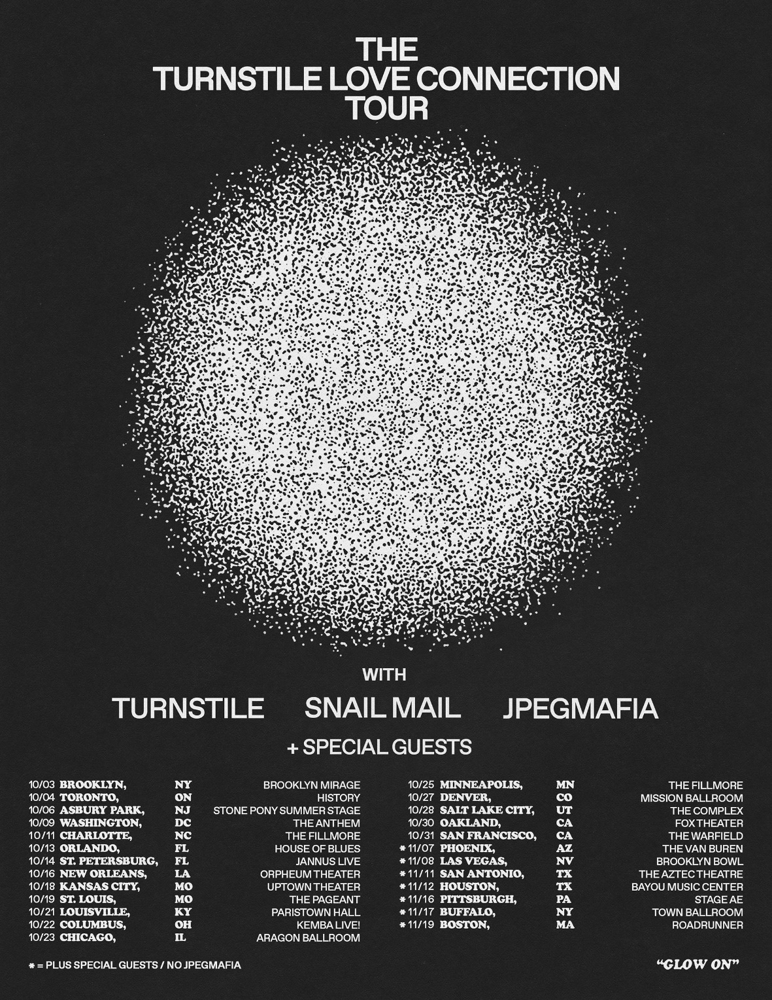 THE
TURNSTILE LOVE CONNECTION
TOUR
WITH
TURNSTILE SNAIL MAIL JPEGMAFIA
+ SPECIAL GUESTS
10/03 BROOKLYN, NY BROOKLYN MIRAGE
10/04 TORONTO, ON HISTORY
10/06 ASBURY PARK, NJ STONE PONY SUMMER STAGE
10/09 WASHINGTON, DC THE ANTHEM
10/11 CHARLOTTE, NC THE FILLMORE
10/13 ORLANDO, FL HOUSE OF BLUES
10/14 ST. PETERSBURG, FL JANNUS LIVE
10/16 NEW ORLEANS, LA ORPHEUM THEATER
10/18 KANSAS CITY, MO UPTOWN THEATER
10/19 ST. LOUIS, MO THE PAGEANT
10/21 LOUISVILLE, KY PARISTOWN HALL
10/22 COLUMBUS, OH KEMBA LIVE!
10/23 CHICAGO, IL ARAGON BALLROOM
10/25 MINNEAPOLIS, MN THE FILLMORE
10/27 DENVER, CO MISSION BALLROOM
10/28 SALT LAKE CITY, UT THE COMPLEX
10/30 OAKLAND, CA FOX THEATER
10/31 SAN FRANCISCO, CA THE WARFIELD
* 11/07 PHOENIX, AZ THE VAN BUREN
* 11/08 LAS VEGAS, NV BROOKLYN BOWL
* 11/11 SAN ANTONIO, TX THE AZTEC THEATRE
* 11/12 HOUSTON, TX BAYOU MUSIC CENTER
* 11/16 PITTSBURGH, PA STAGE AE
* 11/17 BUFFALO, NY TOWN BALLROOM
* 11/19 BOSTON, MA ROADRUNNER
* = PLUS SPECIAL GUESTS / NO JPEGMAFIA
“GLOW ON”